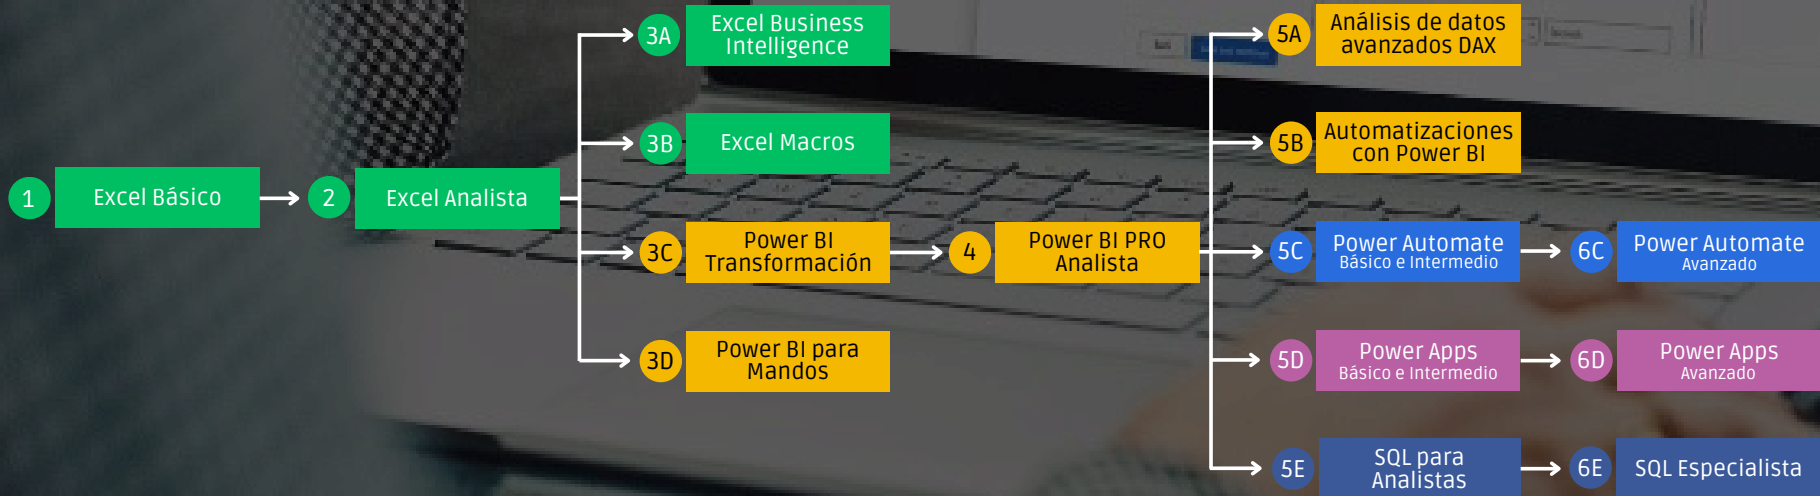 1
Excel Básico
2
Excel Analista
3A
Excel Business
Intelligence
3B
Excel Macros
3C
Power BI
Transformación
3D
Power BI para
Mandos
4
Power BI PRO
Analista
5A
Análisis de datos
avanzados DAX
5B
Automatizaciones
con Power BI
5C
Power Automate
Básico e Intermedio
6C
Power Automate
Avanzado
5D
Power Apps
Básico e Intermedio
6D
Power Apps
Avanzado
5E
SQL para
Analistas
6E
SQL Especialista